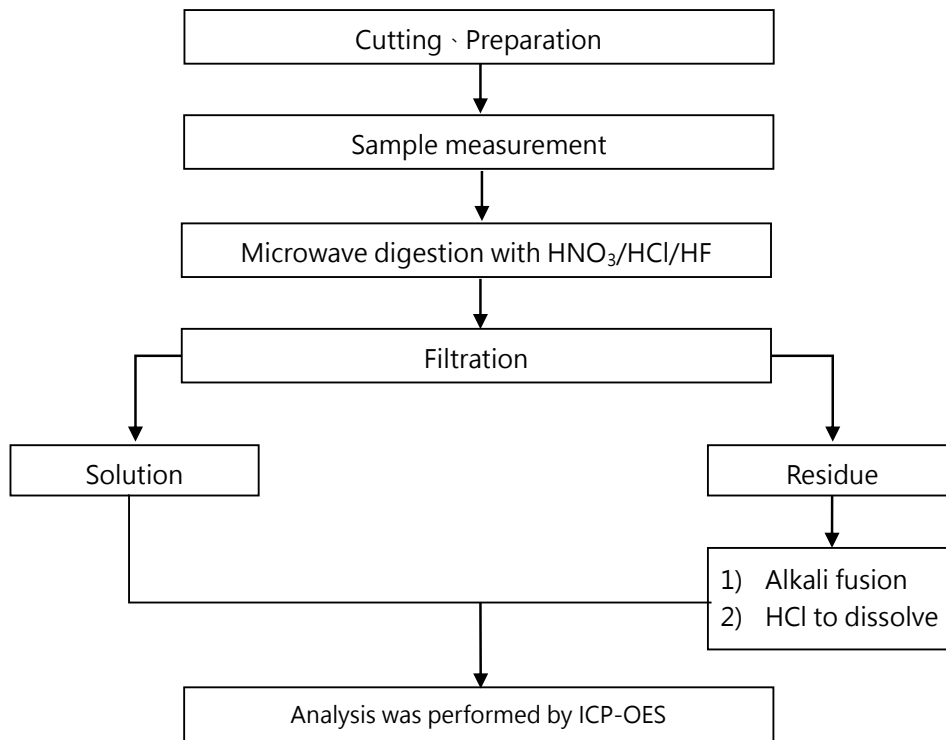 Cutting、Preparation
Sample measurement
Microwave digestion with HNO₃/HCl/HF
Filtration
Solution
Residue
1) Alkali fusion
2) HCl to dissolve
Analysis was performed by ICP-OES